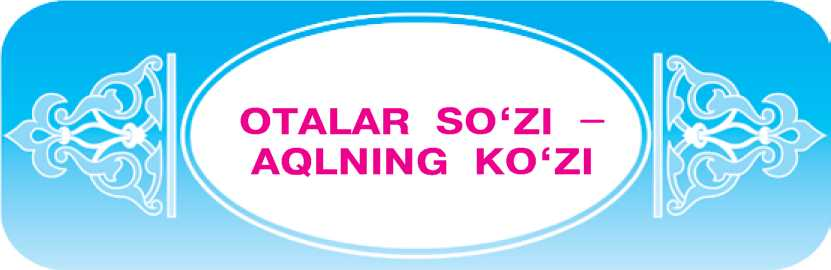 OTALAR SO‘ZI –
AQLNING KO‘ZI